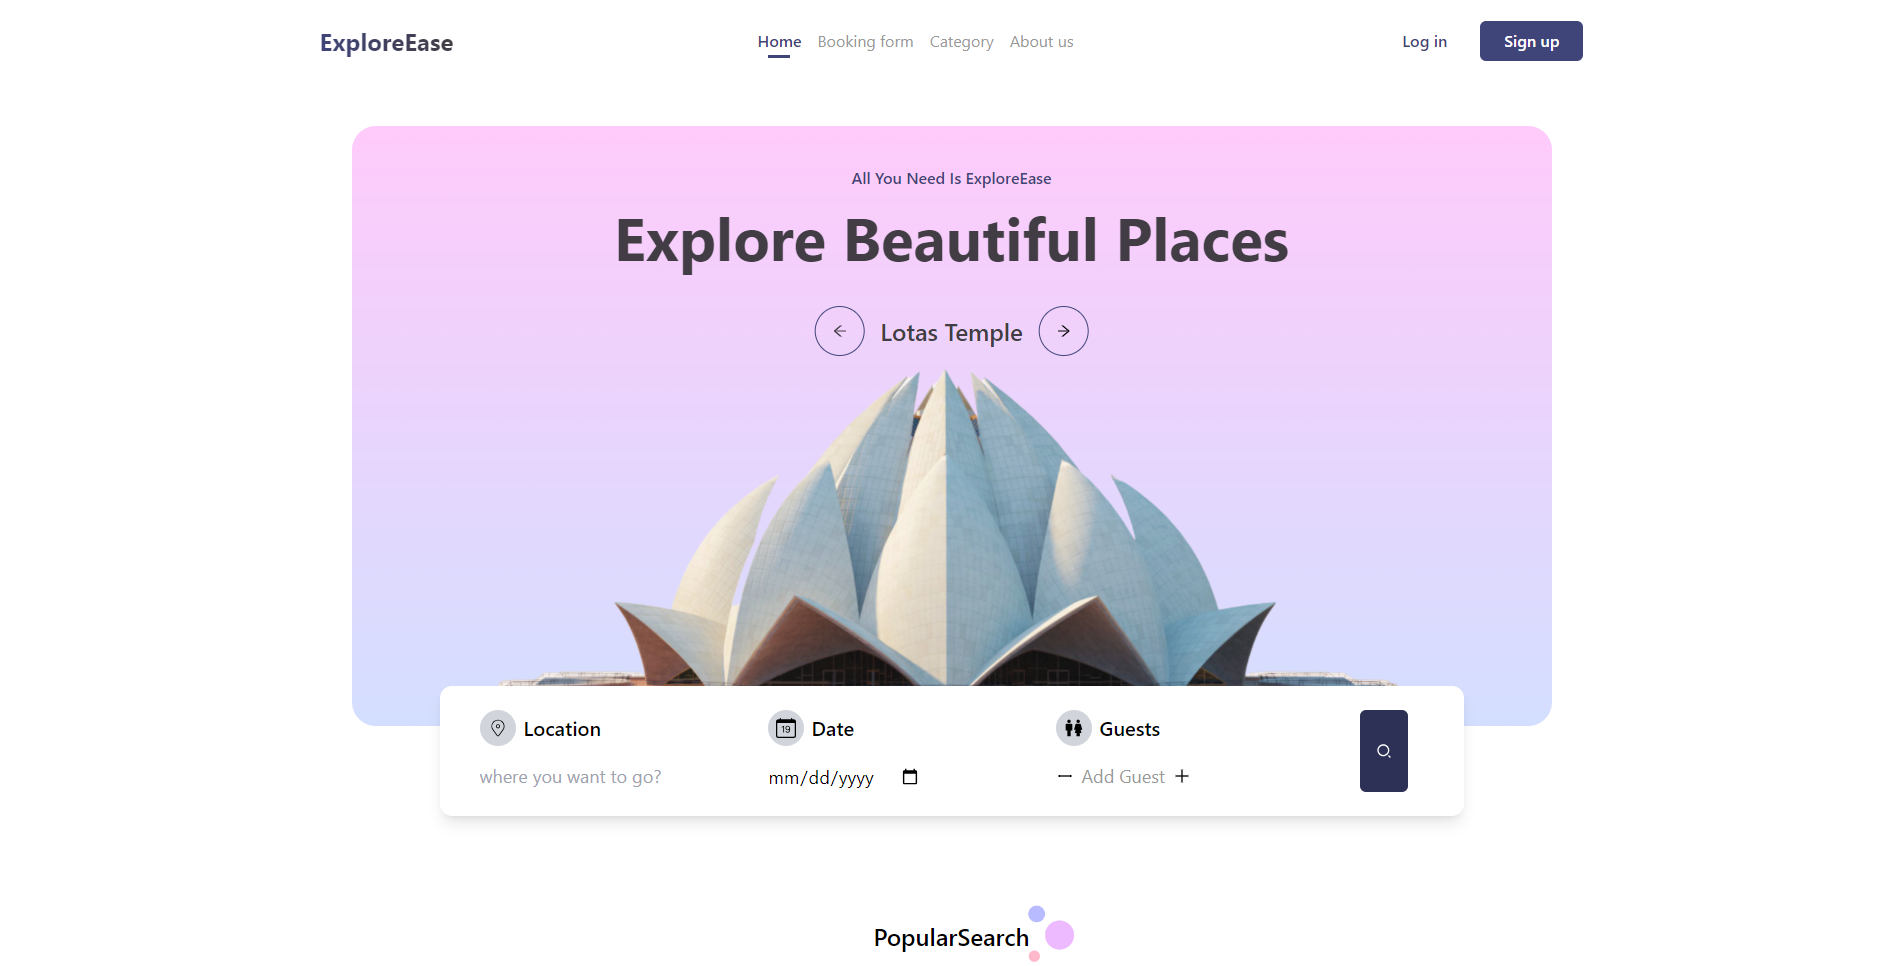 ExploreEase
Home Booking form Category About us
Log in
Sign up
All You Need Is ExploreEase
Explore Beautiful Places
Lotas Temple
Location
where you want to go?
19
Date
mm/dd/yyyy
Guests
Add Guest
PopularSearch